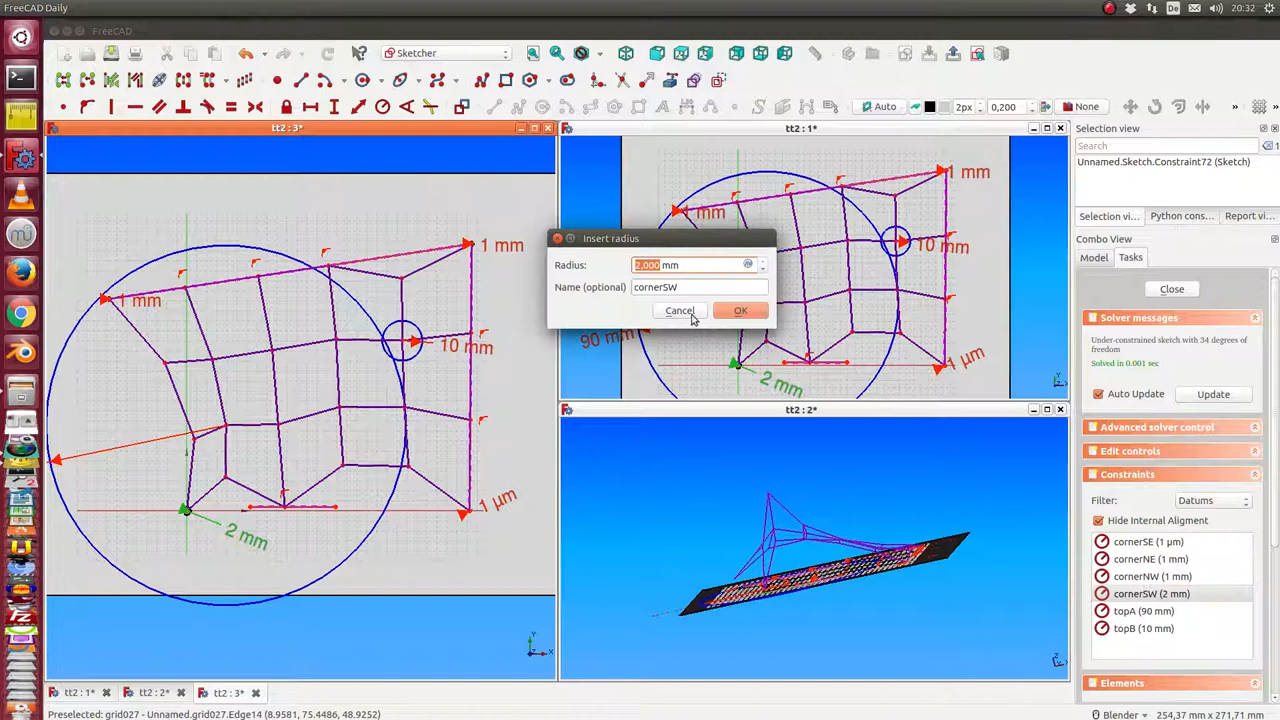 FreeCAD Daily
De
20:32
FreeCAD
Sketcher
Auto
2px
0,200
None
»
tt2 : 3*
tt2 : 1*
Selection view
Search
Unnamed.Sketch.Constraint72 (Sketch)
Selection vi...
Python cons...
Report vi...
Combo View
Model
Tasks
Close
Solver messages
Under-constrained sketch with 34 degrees of
freedom
Solved in 0.001 sec
Auto Update
Update
Advanced solver control
Edit controls
Constraints
Filter:
Datums
Hide Internal Aligment
cornerSE (1 µm)
cornerNE (1 mm)
cornerNW (1 mm)
cornerSW (2 mm)
topA (90 mm)
topB (10 mm)
Elements
Insert radius
Radius:
2,000 mm
Name (optional)
cornerSW
Cancel
OK
1 mm
1 mm
10 mm
1 µm
2 mm
1 mm
1 mm
10 mm
90 mm
1 µm
2 mm
tt2 : 2*
tt2 : 1*
tt2 : 2*
tt2 : 3*
Preselected: grid027 - Unnamed.grid027.Edge14 (8.9581, 75.4486, 48.9252)
Blender
254,37 mm × 271,71 mm